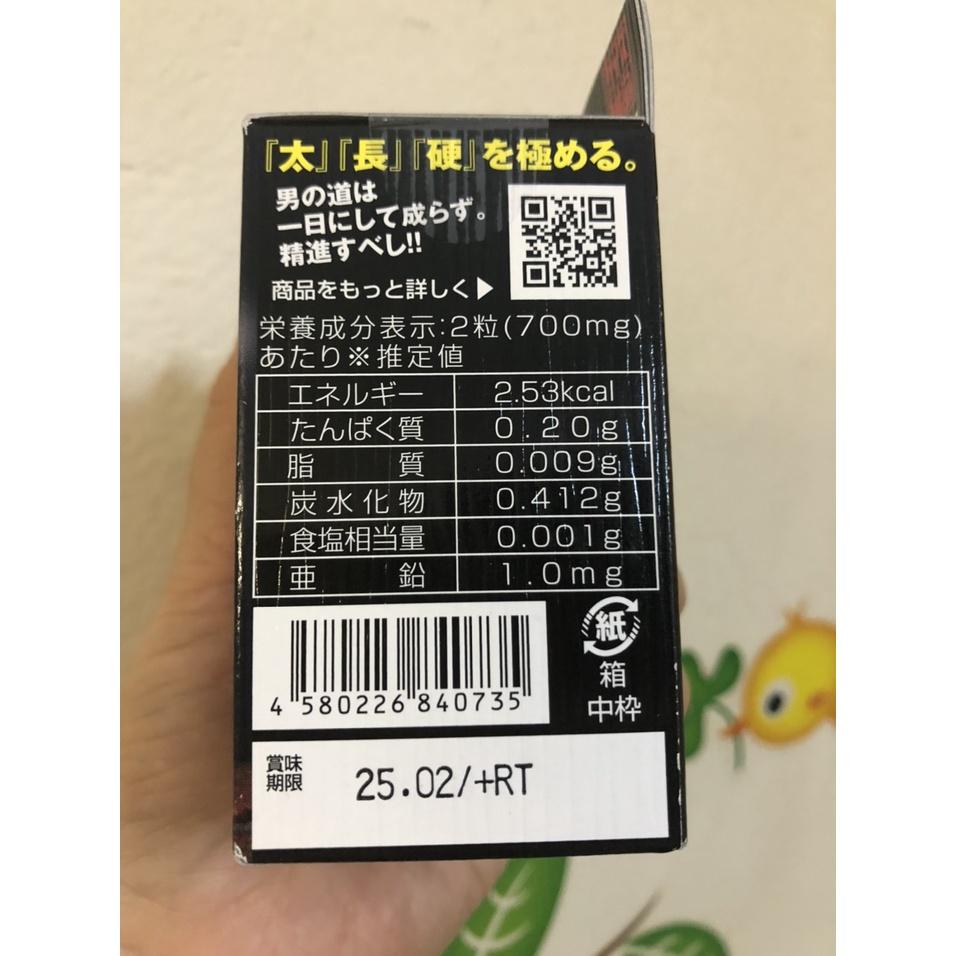 『太』『長』『硬』を極める。
男の道は
一日にして成らず。
精進すべし!!
商品をもっと詳しく▶
栄養成分表示:2粒(700mg)
あたり※推定値
エネルギー 2.53kcal
たんぱく質 0.20g
脂質 0.009g
炭水化物 0.412g
食塩相当量 0.001g
亜鉛 1.0mg
紙
箱
中枠
4 580226 840735
賞味
期限
25.02/+RT